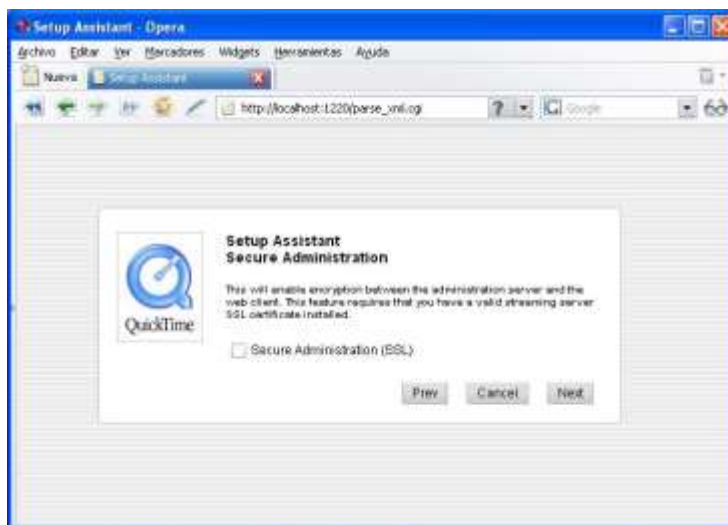 Setup Assistant - Opera
Archivo Editar Ver Marcadores Widgets Herramientas Ayuda
Nueva Setup Assistant
http://localhost:1220/parse_xml.cgi ? Google
Setup Assistant
Secure Administration
This will enable encryption between the administration server and the
web client. This feature requires that you have a valid streaming server
SSL certificate installed.
QuickTime
Secure Administration (SSL)
Prev Cancel Next